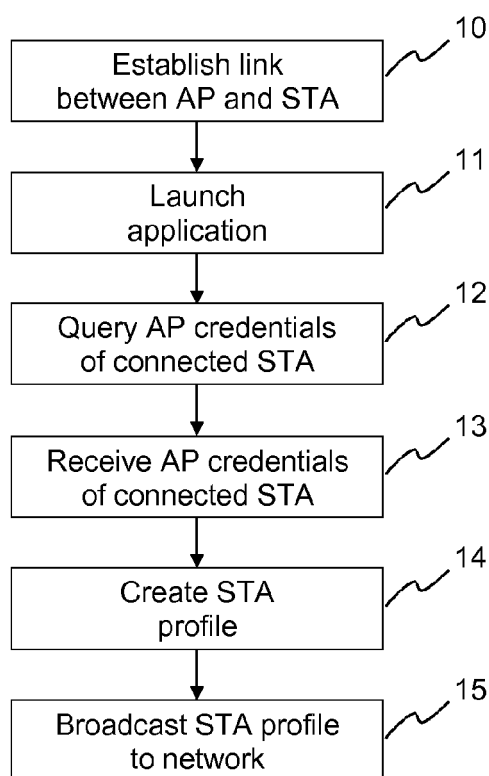 10
Establish link
between AP and STA
11
Launch
application
12
Query AP credentials
of connected STA
13
Receive AP credentials
of connected STA
14
Create STA
profile
15
Broadcast STA profile
to network